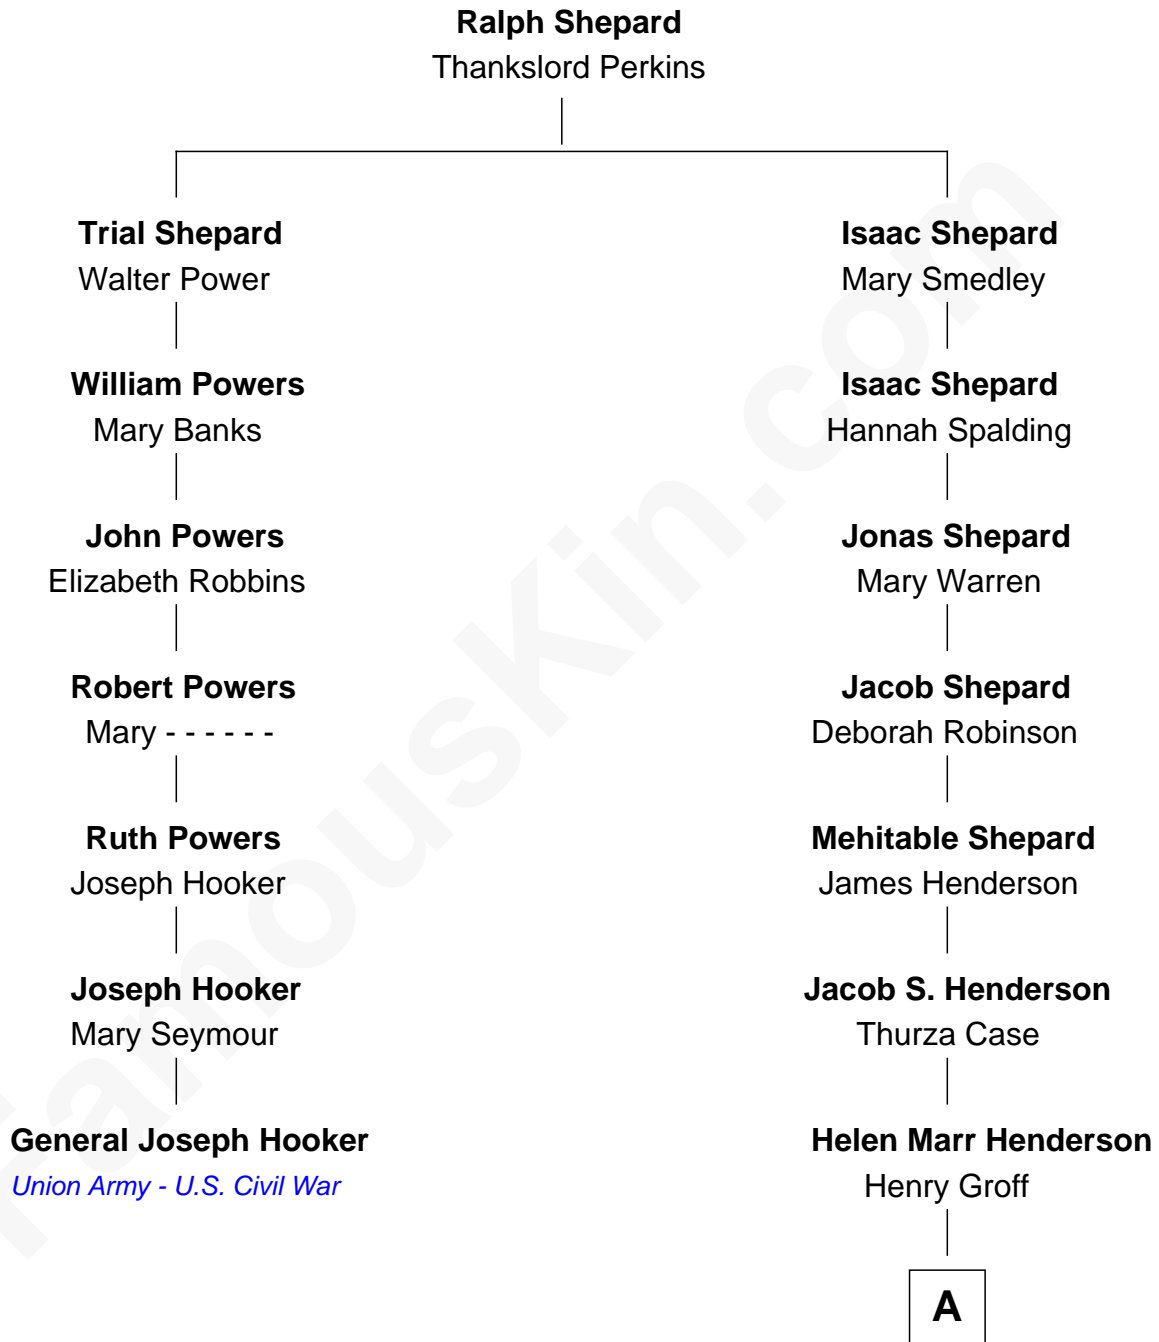 Ralph Shepard
Thankslord Perkins
Trial Shepard
Walter Power
William Powers
Mary Banks
John Powers
Elizabeth Robbins
Robert Powers
Mary - - - - - -
Ruth Powers
Joseph Hooker
Joseph Hooker
Mary Seymour
General Joseph Hooker
Union Army - U.S. Civil War
Isaac Shepard
Mary Smedley
Isaac Shepard
Hannah Spalding
Jonas Shepard
Mary Warren
Jacob Shepard
Deborah Robinson
Mehitable Shepard
James Henderson
Jacob S. Henderson
Thurza Case
Helen Marr Henderson
Henry Groff
A
FamousKin.com